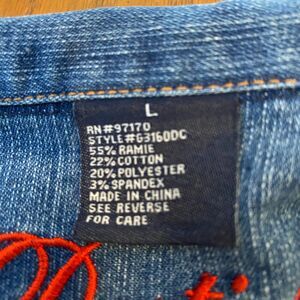 L
RN#97170
STYLE#63160DC
55% RAMIE
22% COTTON
20% POLYESTER
3% SPANDEX
MADE IN CHINA
SEE REVERSE
FOR CARE